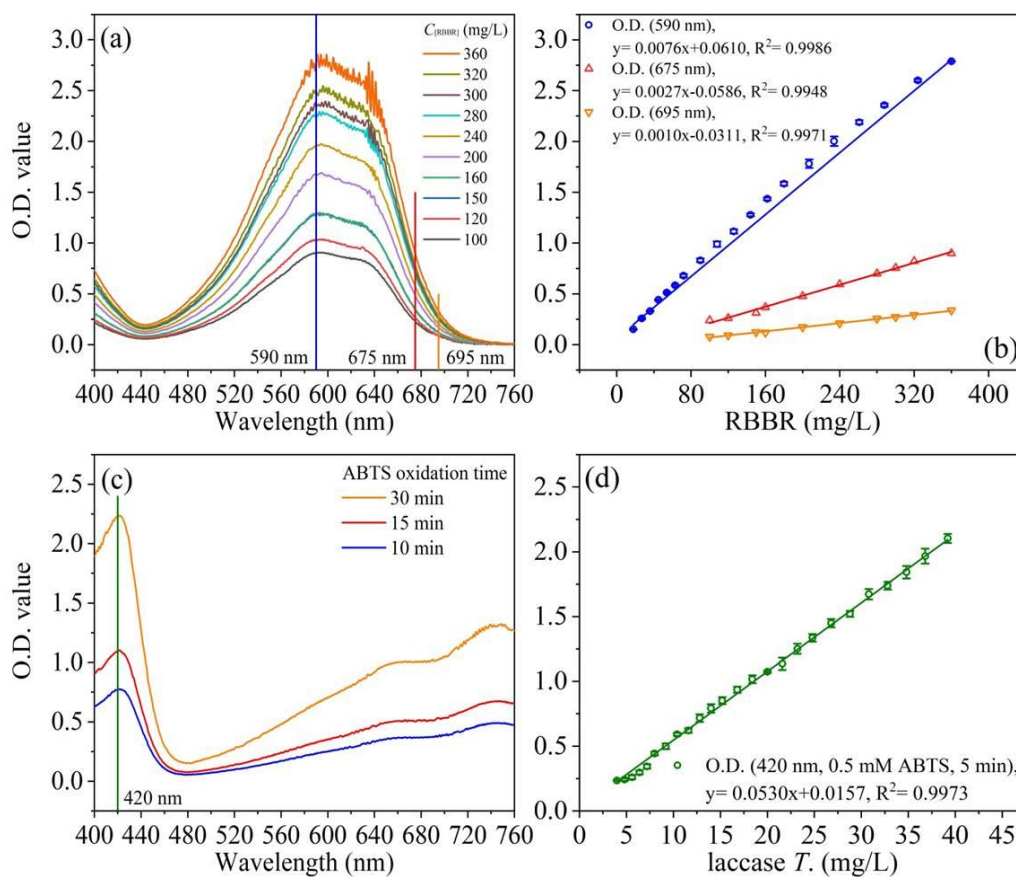 (a)
C[RBBR] (mg/L)
360
320
300
280
240
200
160
150
120
100
3.0
2.5
2.0
1.5
1.0
0.5
0.0
O.D. value
590 nm
675 nm
695 nm
400 440 480 520 560 600 640 680 720 760
Wavelength (nm)
O.D. (590 nm),
y= 0.0076x+0.0610, R²= 0.9986
O.D. (675 nm),
y= 0.0027x-0.0586, R²= 0.9948
O.D. (695 nm),
y= 0.0010x-0.0311, R²= 0.9971
3.0
2.5
2.0
1.5
1.0
0.5
0.0
(b)
0 80 160 240 320 400
RBBR (mg/L)
(c)
ABTS oxidation time
30 min
15 min
10 min
2.5
2.0
1.5
1.0
0.5
0.0
O.D. value
420 nm
400 440 480 520 560 600 640 680 720 760
Wavelength (nm)
(d)
2.5
2.0
1.5
1.0
0.5
0.0
O.D. (420 nm, 0.5 mM ABTS, 5 min),
y= 0.0530x+0.0157, R²= 0.9973
0 5 10 15 20 25 30 35 40 45
laccase T. (mg/L)